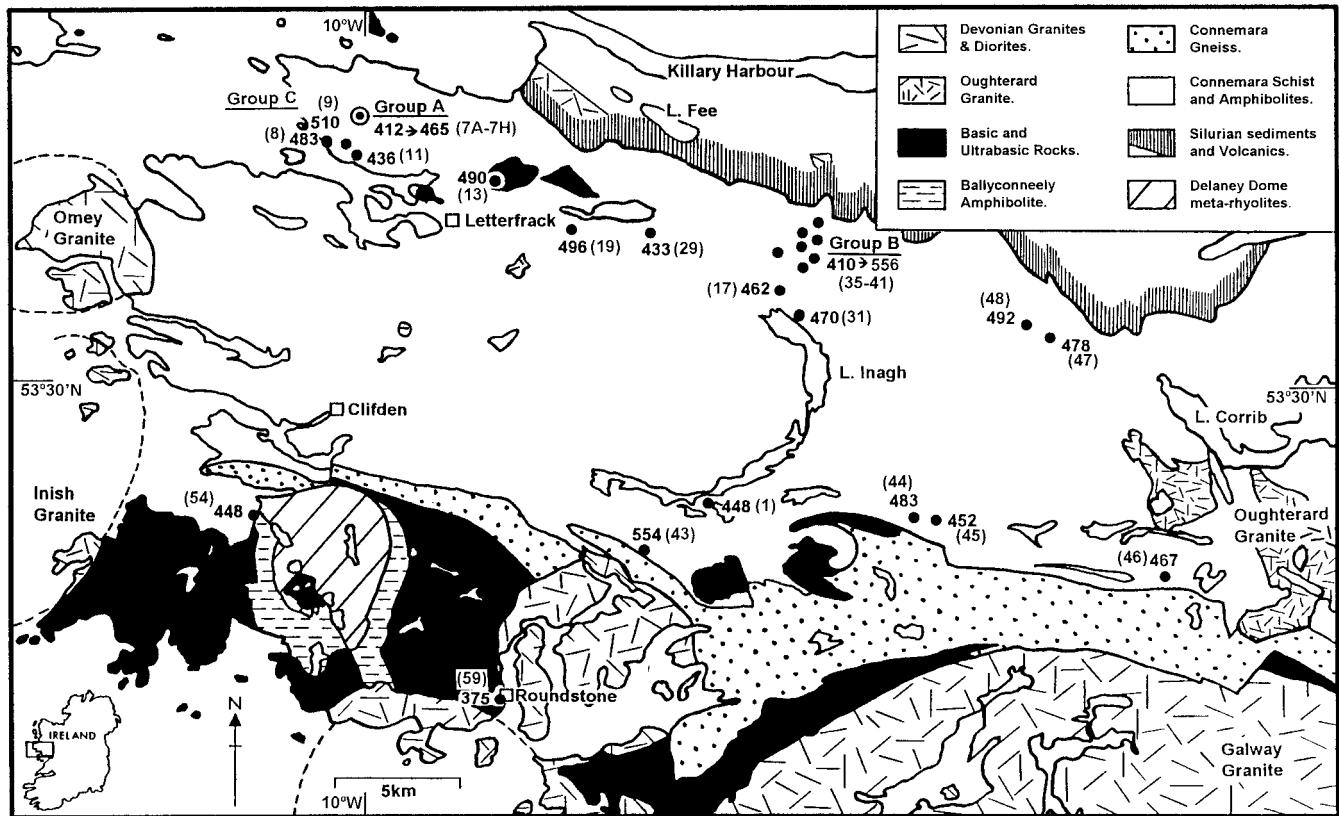 10°W
Killary Harbour
L. Fee
Devonian Granites
& Diorites.
Oughterard
Granite.
Basic and
Ultrabasic Rocks.
Ballyconneely
Amphibolite.
Connemara
Gneiss.
Connemara Schist
and Amphibolites.
Silurian sediments
and Volcanics.
Delaney Dome
meta-rhyolites.
Group C
(9)
510
(8) 483
Group A
412→465 (7A-7H)
436 (11)
490
(13)
Letterfrack
Omey
Granite
496 (19)
433 (29)
Group B
410→556
(35-41)
(17) 462
470 (31)
(48)
492
478
(47)
L. Inagh
53°30'N
53°30'N
Clifden
L. Corrib
Inish
Granite
(54)
448
448 (1)
(44)
483
452
(45)
554 (43)
(46) 467
Oughterard
Granite
(59)
375
Roundstone
N
IRELAND
10°W
5km
Galway
Granite